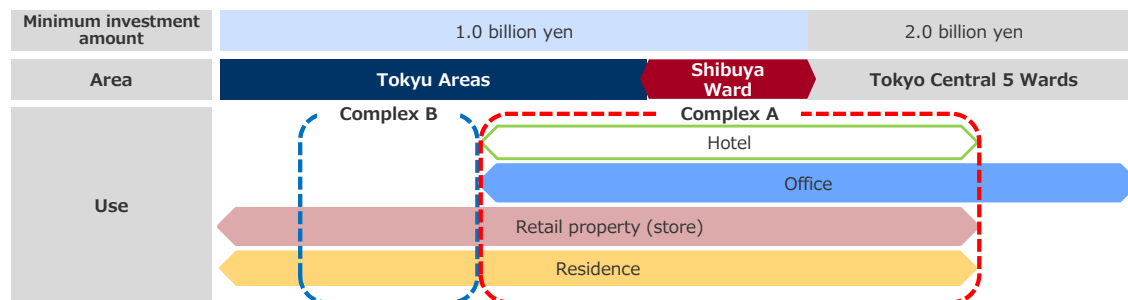 Minimum investment
amount
1.0 billion yen
2.0 billion yen
Area
Tokyu Areas
Shibuya
Ward
Tokyo Central 5 Wards
Complex B
Complex A
Hotel
Office
Use
Retail property (store)
Residence